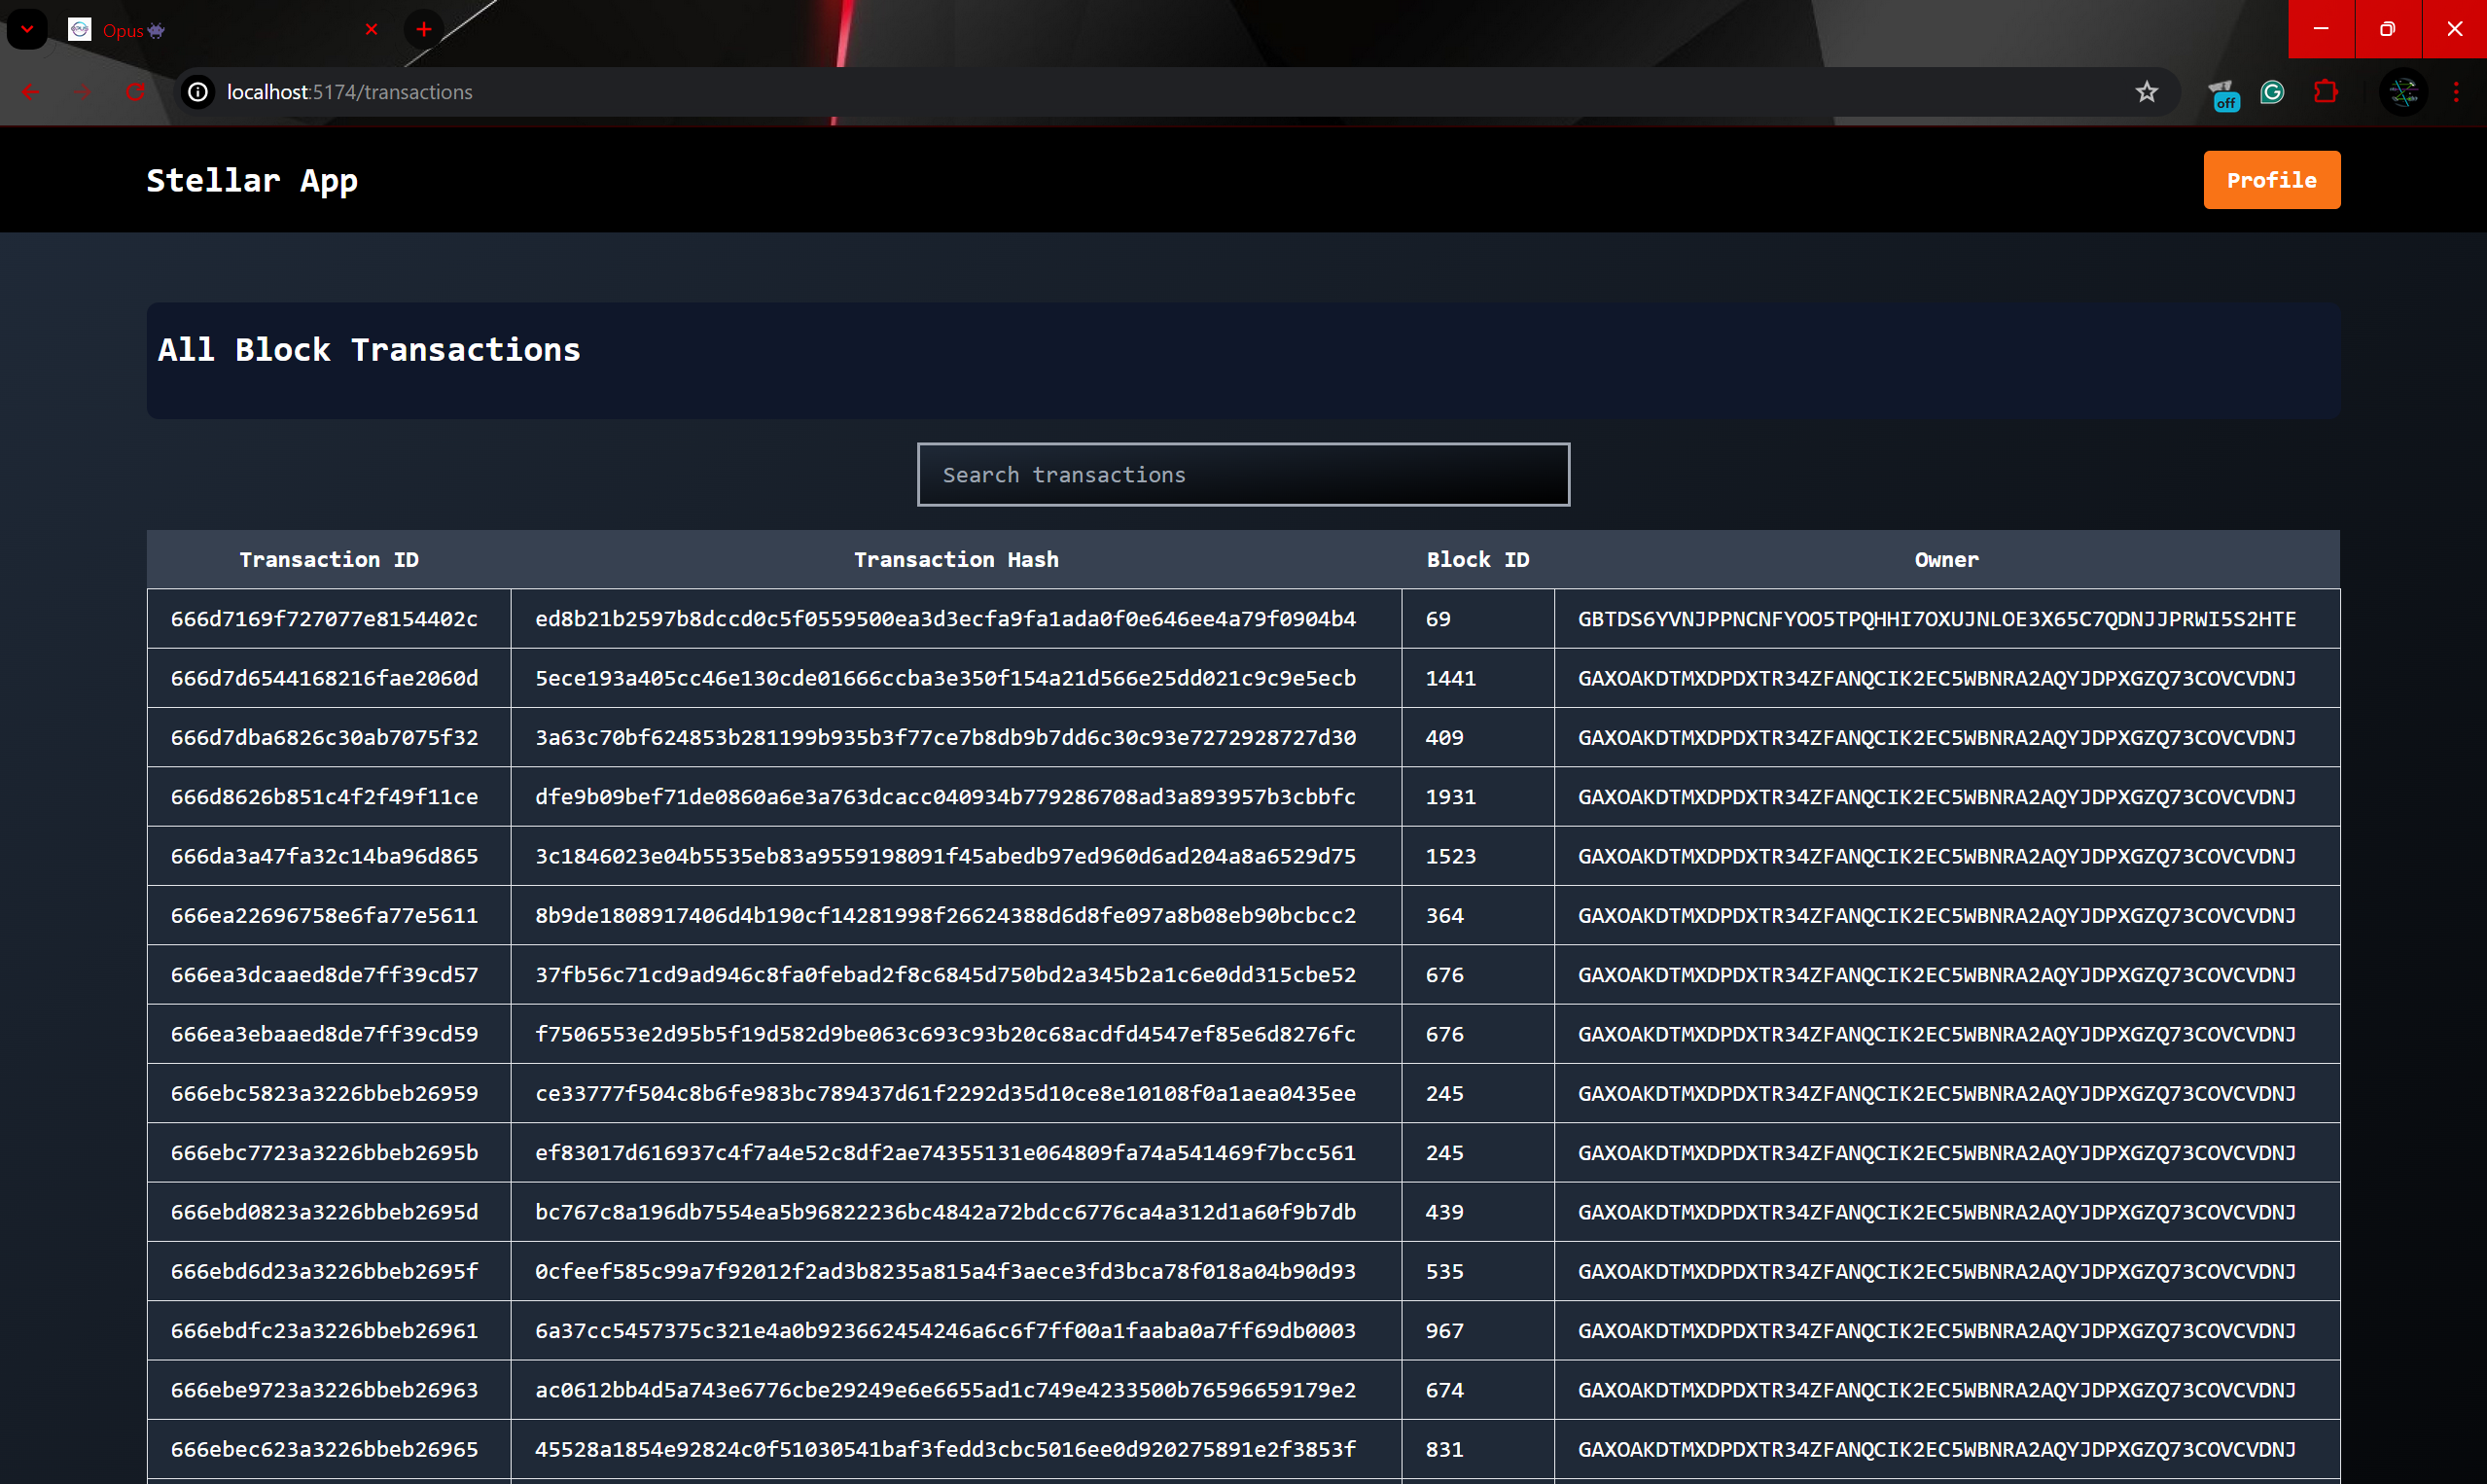 Opus👾
localhost:5174/transactions
off
Stellar App
Profile
All Block Transactions
Search transactions
Transaction ID Transaction Hash Block ID Owner
666d7169f727077e8154402c ed8b21b2597b8dccd0c5f0559500ea3d3ecfa9fa1ada0f0e646ee4a79f0904b4 69 GBTDS6YVNJPPNCNFYOO5TPQHHI7OXUJNLOE3X65C7QDNJJPRWI5S2HTE
666d7d6544168216fae2060d 5ece193a405cc46e130cde01666ccba3e350f154a21d566e25dd021c9c9e5ecb 1441 GAXOAKDTMXDPDXTR34ZFANQCIK2EC5WBNRA2AQYJDPXGZQ73COVCVDNJ
666d7dba6826c30ab7075f32 3a63c70bf624853b281199b935b3f77ce7b8db9b7dd6c30c93e7272928727d30 409 GAXOAKDTMXDPDXTR34ZFANQCIK2EC5WBNRA2AQYJDPXGZQ73COVCVDNJ
666d8626b851c4f2f49f11ce dfe9b09bef71de0860a6e3a763dcacc040934b779286708ad3a893957b3cbbfc 1931 GAXOAKDTMXDPDXTR34ZFANQCIK2EC5WBNRA2AQYJDPXGZQ73COVCVDNJ
666da3a47fa32c14ba96d865 3c1846023e04b5535eb83a9559198091f45abedb97ed960d6ad204a8a6529d75 1523 GAXOAKDTMXDPDXTR34ZFANQCIK2EC5WBNRA2AQYJDPXGZQ73COVCVDNJ
666ea22696758e6fa77e5611 8b9de1808917406d4b190cf14281998f26624388d6d8fe097a8b08eb90bcbcc2 364 GAXOAKDTMXDPDXTR34ZFANQCIK2EC5WBNRA2AQYJDPXGZQ73COVCVDNJ
666ea3dcaaed8de7ff39cd57 37fb56c71cd9ad946c8fa0febad2f8c6845d750bd2a345b2a1c6e0dd315cbe52 676 GAXOAKDTMXDPDXTR34ZFANQCIK2EC5WBNRA2AQYJDPXGZQ73COVCVDNJ
666ea3ebaaed8de7ff39cd59 f7506553e2d95b5f19d582d9be063c693c93b20c68acdfd4547ef85e6d8276fc 676 GAXOAKDTMXDPDXTR34ZFANQCIK2EC5WBNRA2AQYJDPXGZQ73COVCVDNJ
666ebc5823a3226bbeb26959 ce33777f504c8b6fe983bc789437d61f2292d35d10ce8e10108f0a1aea0435ee 245 GAXOAKDTMXDPDXTR34ZFANQCIK2EC5WBNRA2AQYJDPXGZQ73COVCVDNJ
666ebc7723a3226bbeb2695b ef83017d616937c4f7a4e52c8df2ae74355131e064809fa74a541469f7bcc561 245 GAXOAKDTMXDPDXTR34ZFANQCIK2EC5WBNRA2AQYJDPXGZQ73COVCVDNJ
666ebd0823a3226bbeb2695d bc767c8a196db7554ea5b96822236bc4842a72bdcc6776ca4a312d1a60f9b7db 439 GAXOAKDTMXDPDXTR34ZFANQCIK2EC5WBNRA2AQYJDPXGZQ73COVCVDNJ
666ebd6d23a3226bbeb2695f 0cfeef585c99a7f92012f2ad3b8235a815a4f3aece3fd3bca78f018a04b90d93 535 GAXOAKDTMXDPDXTR34ZFANQCIK2EC5WBNRA2AQYJDPXGZQ73COVCVDNJ
666ebdfc23a3226bbeb26961 6a37cc5457375c321e4a0b923662454246a6c6f7ff00a1faaba0a7ff69db0003 967 GAXOAKDTMXDPDXTR34ZFANQCIK2EC5WBNRA2AQYJDPXGZQ73COVCVDNJ
666ebe9723a3226bbeb26963 ac0612bb4d5a743e6776cbe29249e6e6655ad1c749e4233500b76596659179e2 674 GAXOAKDTMXDPDXTR34ZFANQCIK2EC5WBNRA2AQYJDPXGZQ73COVCVDNJ
666ebec623a3226bbeb26965 45528a1854e92824c0f51030541baf3fedd3cbc5016ee0d920275891e2f3853f 831 GAXOAKDTMXDPDXTR34ZFANQCIK2EC5WBNRA2AQYJDPXGZQ73COVCVDNJ